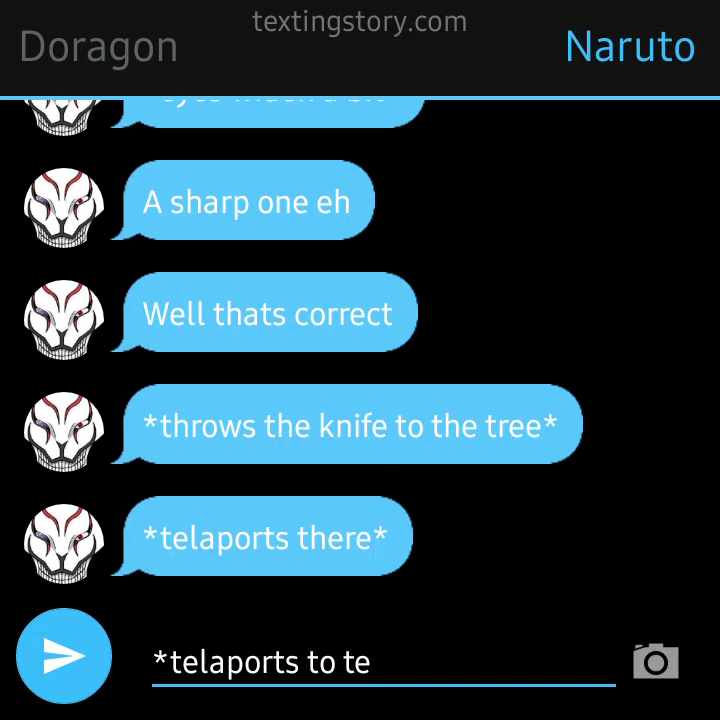 textingstory.com
Doragon
Naruto
A sharp one eh
Well thats correct
*throws the knife to the tree*
*telaports there*
*telaports to te